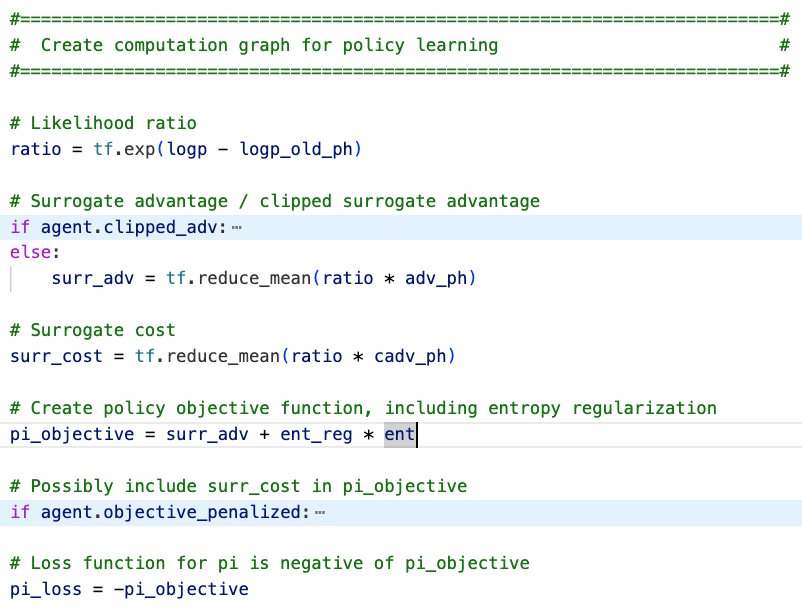 #=========================================================================#
#  Create computation graph for policy learning                           #
#=========================================================================#
# Likelihood ratio
ratio = tf.exp(logp - logp_old_ph)
# Surrogate advantage / clipped surrogate advantage
if agent.clipped_adv:⋯
else:
    surr_adv = tf.reduce_mean(ratio * adv_ph)
# Surrogate cost
surr_cost = tf.reduce_mean(ratio * cadv_ph)
# Create policy objective function, including entropy regularization
pi_objective = surr_adv + ent_reg * ent
# Possibly include surr_cost in pi_objective
if agent.objective_penalized:⋯
# Loss function for pi is negative of pi_objective
pi_loss = -pi_objective